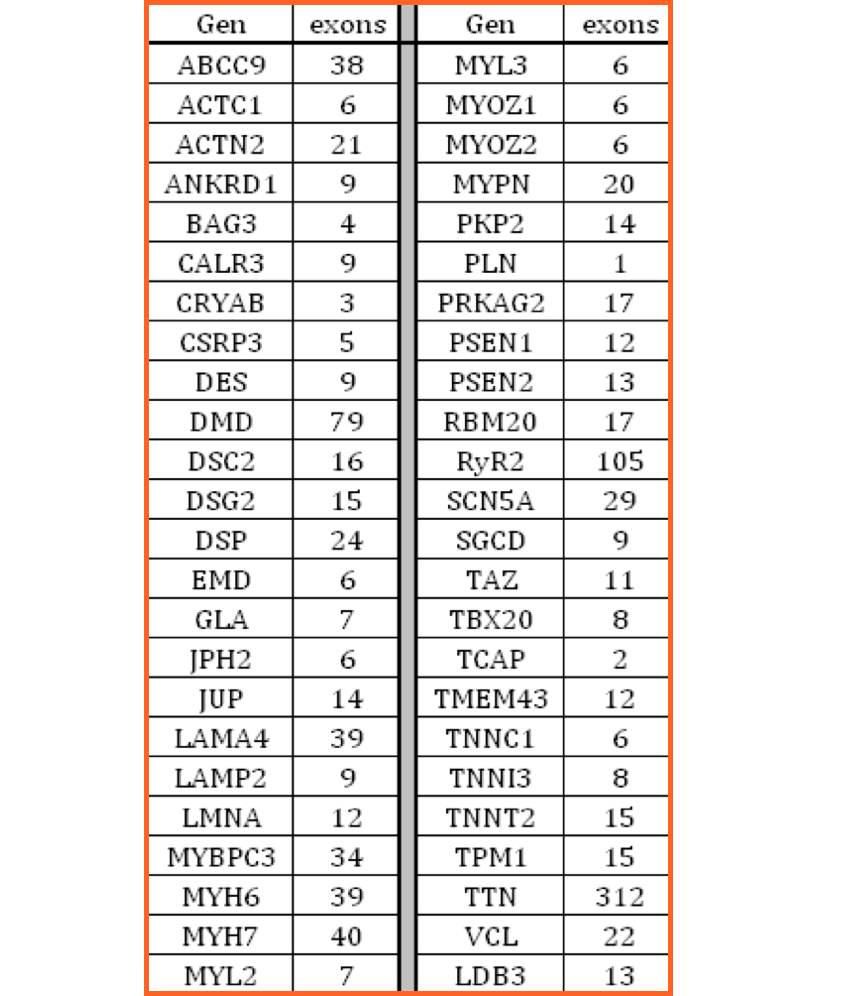 Gen exons Gen exons
ABCC9 38 MYL3 6
ACTC1 6 MYOZ1 6
ACTN2 21 MYOZ2 6
ANKRD1 9 MYPN 20
BAG3 4 PKP2 14
CALR3 9 PLN 1
CRYAB 3 PRKAG2 17
CSRP3 5 PSEN1 12
DES 9 PSEN2 13
DMD 79 RBM20 17
DSC2 16 RyR2 105
DSG2 15 SCN5A 29
DSP 24 SGCD 9
EMD 6 TAZ 11
GLA 7 TBX20 8
JPH2 6 TCAP 2
JUP 14 TMEM43 12
LAMA4 39 TNNC1 6
LAMP2 9 TNNI3 8
LMNA 12 TNNT2 15
MYBPC3 34 TPM1 15
MYH6 39 TTN 312
MYH7 40 VCL 22
MYL2 7 LDB3 13